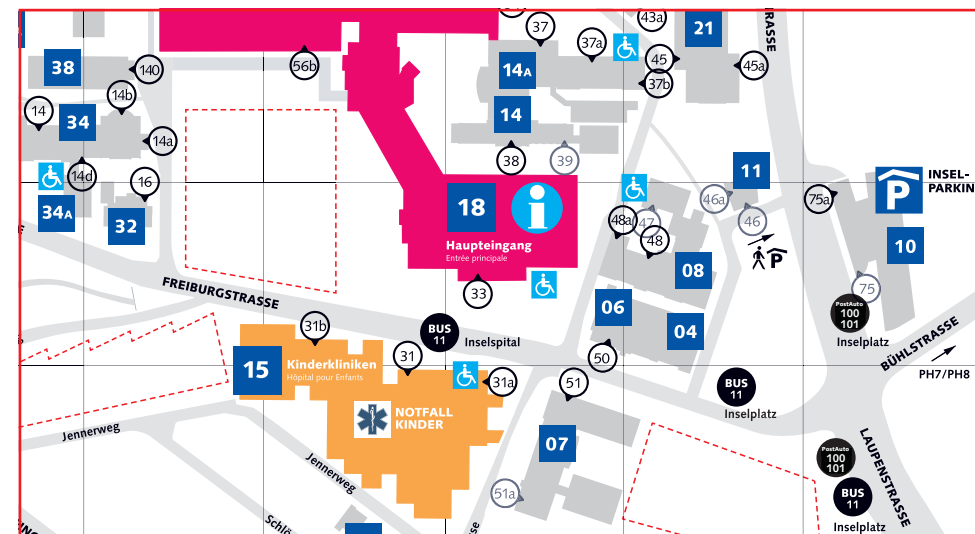 37
43a
21
RASSE
37a
45
45a
38
140
56b
14A
37b
14b
14
34
14a
14
38
39
14d
16
34A
32
18
Haupteingang
Entrée principale
33
48a
47
48
08
46a
46
11
75a
P
INSEL-
PARKIN
10
75
PostAuto
100
101
Inselplatz
BÜHLSTRASSE
PH7/PH8
FREIBURGSTRASSE
BUS
11
Inselspital
06
04
50
31b
15
Kinderkliniken
Hôpital pour Enfants
31
31a
51
NOTFALL
KINDER
BUS
11
Inselplatz
Jennerweg
Jennerweg
07
51a
PostAuto
100
101
BUS
11
Inselplatz
LAUPENSTRASSE
Schlö
sse